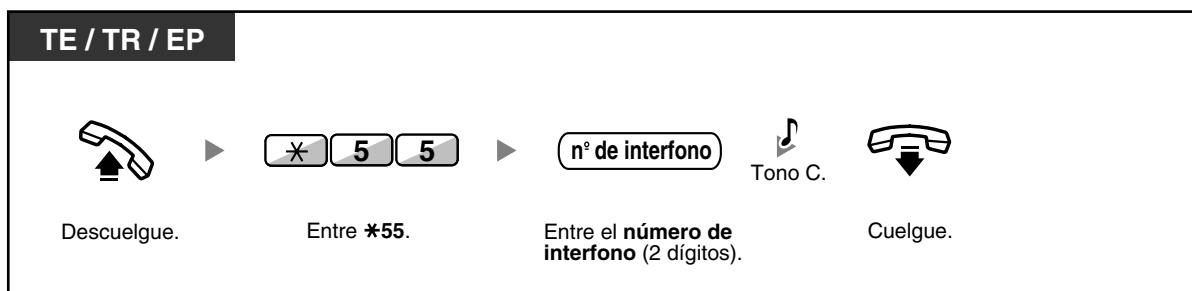 TE / TR / EP
✳ 5 5
nº de interfono
Tono C.
Descuelgue.
Entre ✳55.
Entre el número de
interfono (2 dígitos).
Cuelgue.